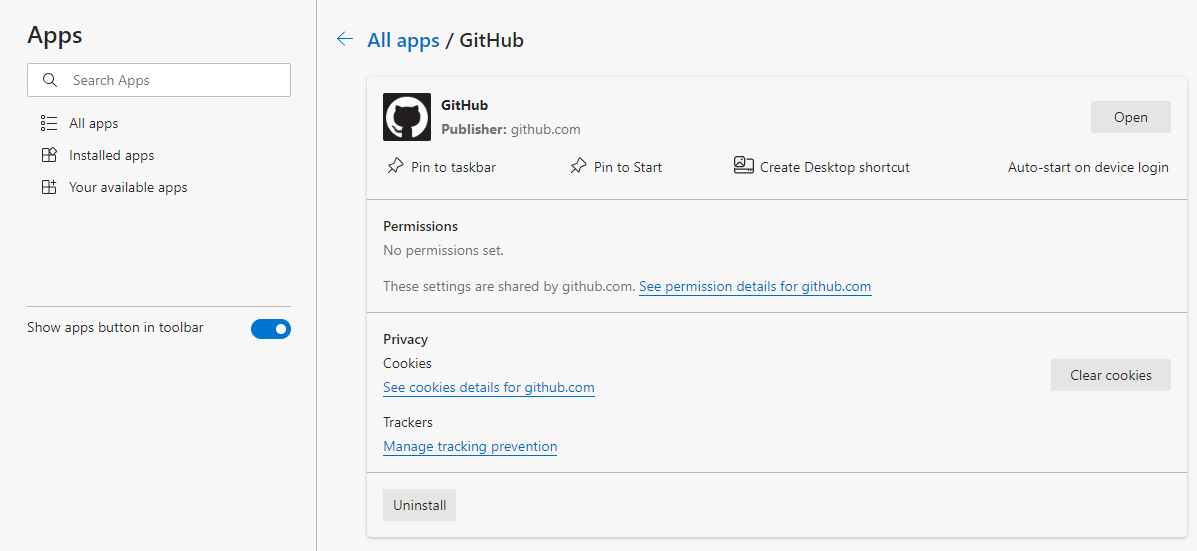 Apps
Search Apps
All apps
Installed apps
Your available apps
Show apps button in toolbar
All apps / GitHub
GitHub
Publisher: github.com
Open
Pin to taskbar
Pin to Start
Create Desktop shortcut
Auto-start on device login
Permissions
No permissions set.
These settings are shared by github.com. See permission details for github.com
Privacy
Cookies
See cookies details for github.com
Clear cookies
Trackers
Manage tracking prevention
Uninstall